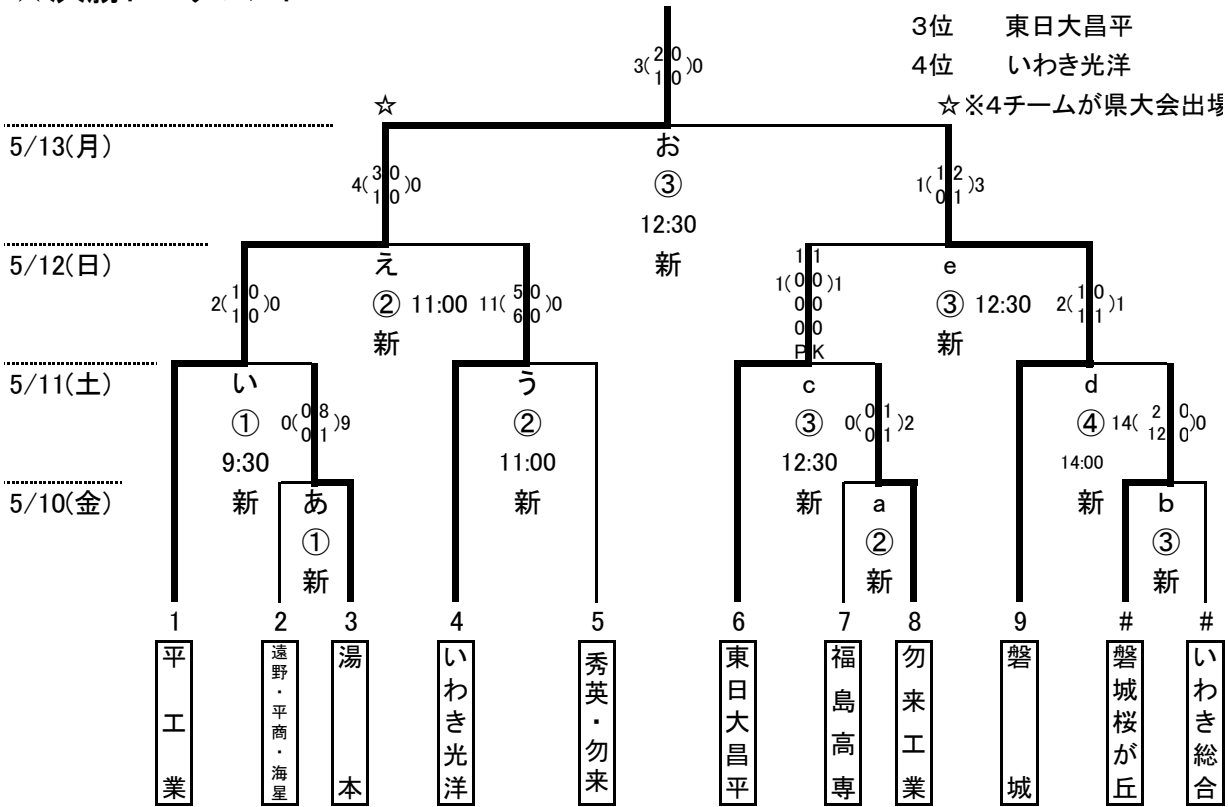 3位 東日大昌平
4位 いわき光洋
☆※4チームが県大会出場
3(2 0
1 0)0
☆
5/13(月)
お
③
12:30
新
4(3 0
1 0)0
1(1 2
0 1)3
5/12(日)
え
② 11:00
新
e
③ 12:30
新
2(1 0
1 0)0
11(5 0
6 0)0
1 1
1(0 0)1
0 0
0 0
P K
2(1 0
1 1)1
5/11(土)
い
①
9:30
新
う
②
11:00
新
c
③
12:30
新
d
④
14:00
新
0(0 8
0 1)9
0(0 1
0 1)2
14(2 0
12 0)0
5/10(金)
あ
①
新
a
②
新
b
③
新
1 2 3 4 5 6 7 8 9 # #
平工業
遠野・平商・海星
湯本
いわき光洋
秀英・勿来
東日大昌平
福島高専
勿来工業
磐城
磐城桜が丘
いわき総合